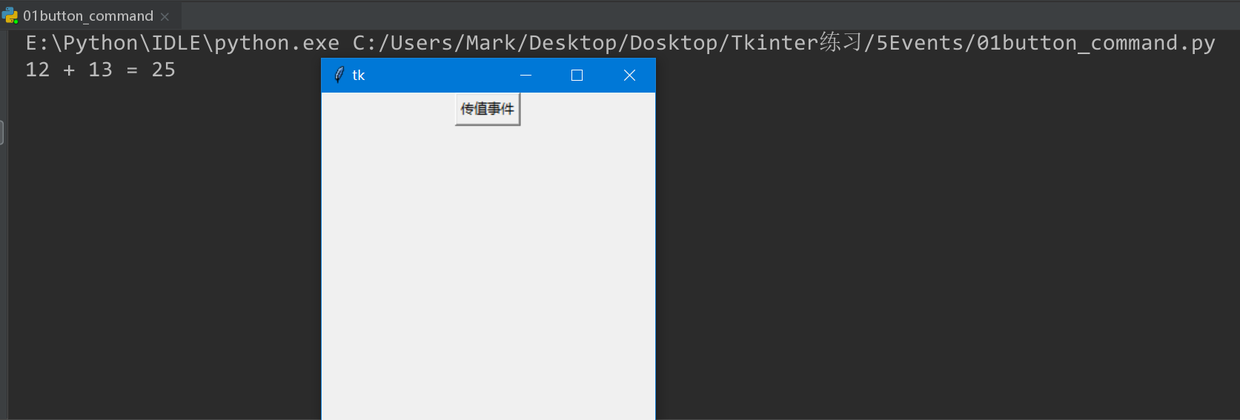 01button_command
E:\Python\IDLE\python.exe C:/Users/Mark/Desktop/Dosktop/Tkinter练习/5Events/01button_command.py
12 + 13 = 25
tk
传值事件